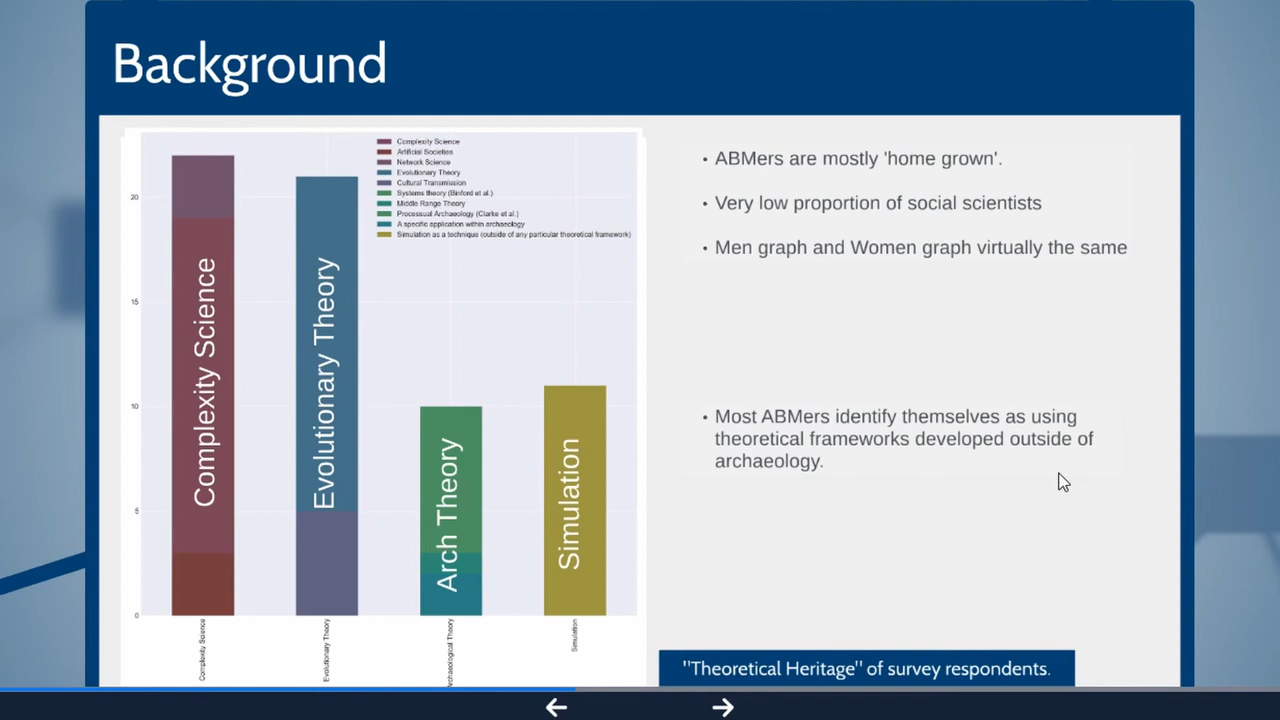 Background
Complexity Science
Artificial Societies
Network Science
Evolutionary Theory
Cultural Transmission
Systems theory (Binford et al.)
Middle Range Theory
Processual Archaeology (Clarke et al.)
A specific application within archaeology
Simulation as a technique (outside of any particular theoretical framework)
20
15
10
5
0
Complexity Science
Evolutionary Theory
Arch Theory
Simulation
Complexity Science
Evolutionary Theory
rchaeological Theory
Simulation
• ABMers are mostly 'home grown'.
• Very low proportion of social scientists
• Men graph and Women graph virtually the same
• Most ABMers identify themselves as using
theoretical frameworks developed outside of
archaeology.
"Theoretical Heritage" of survey respondents.